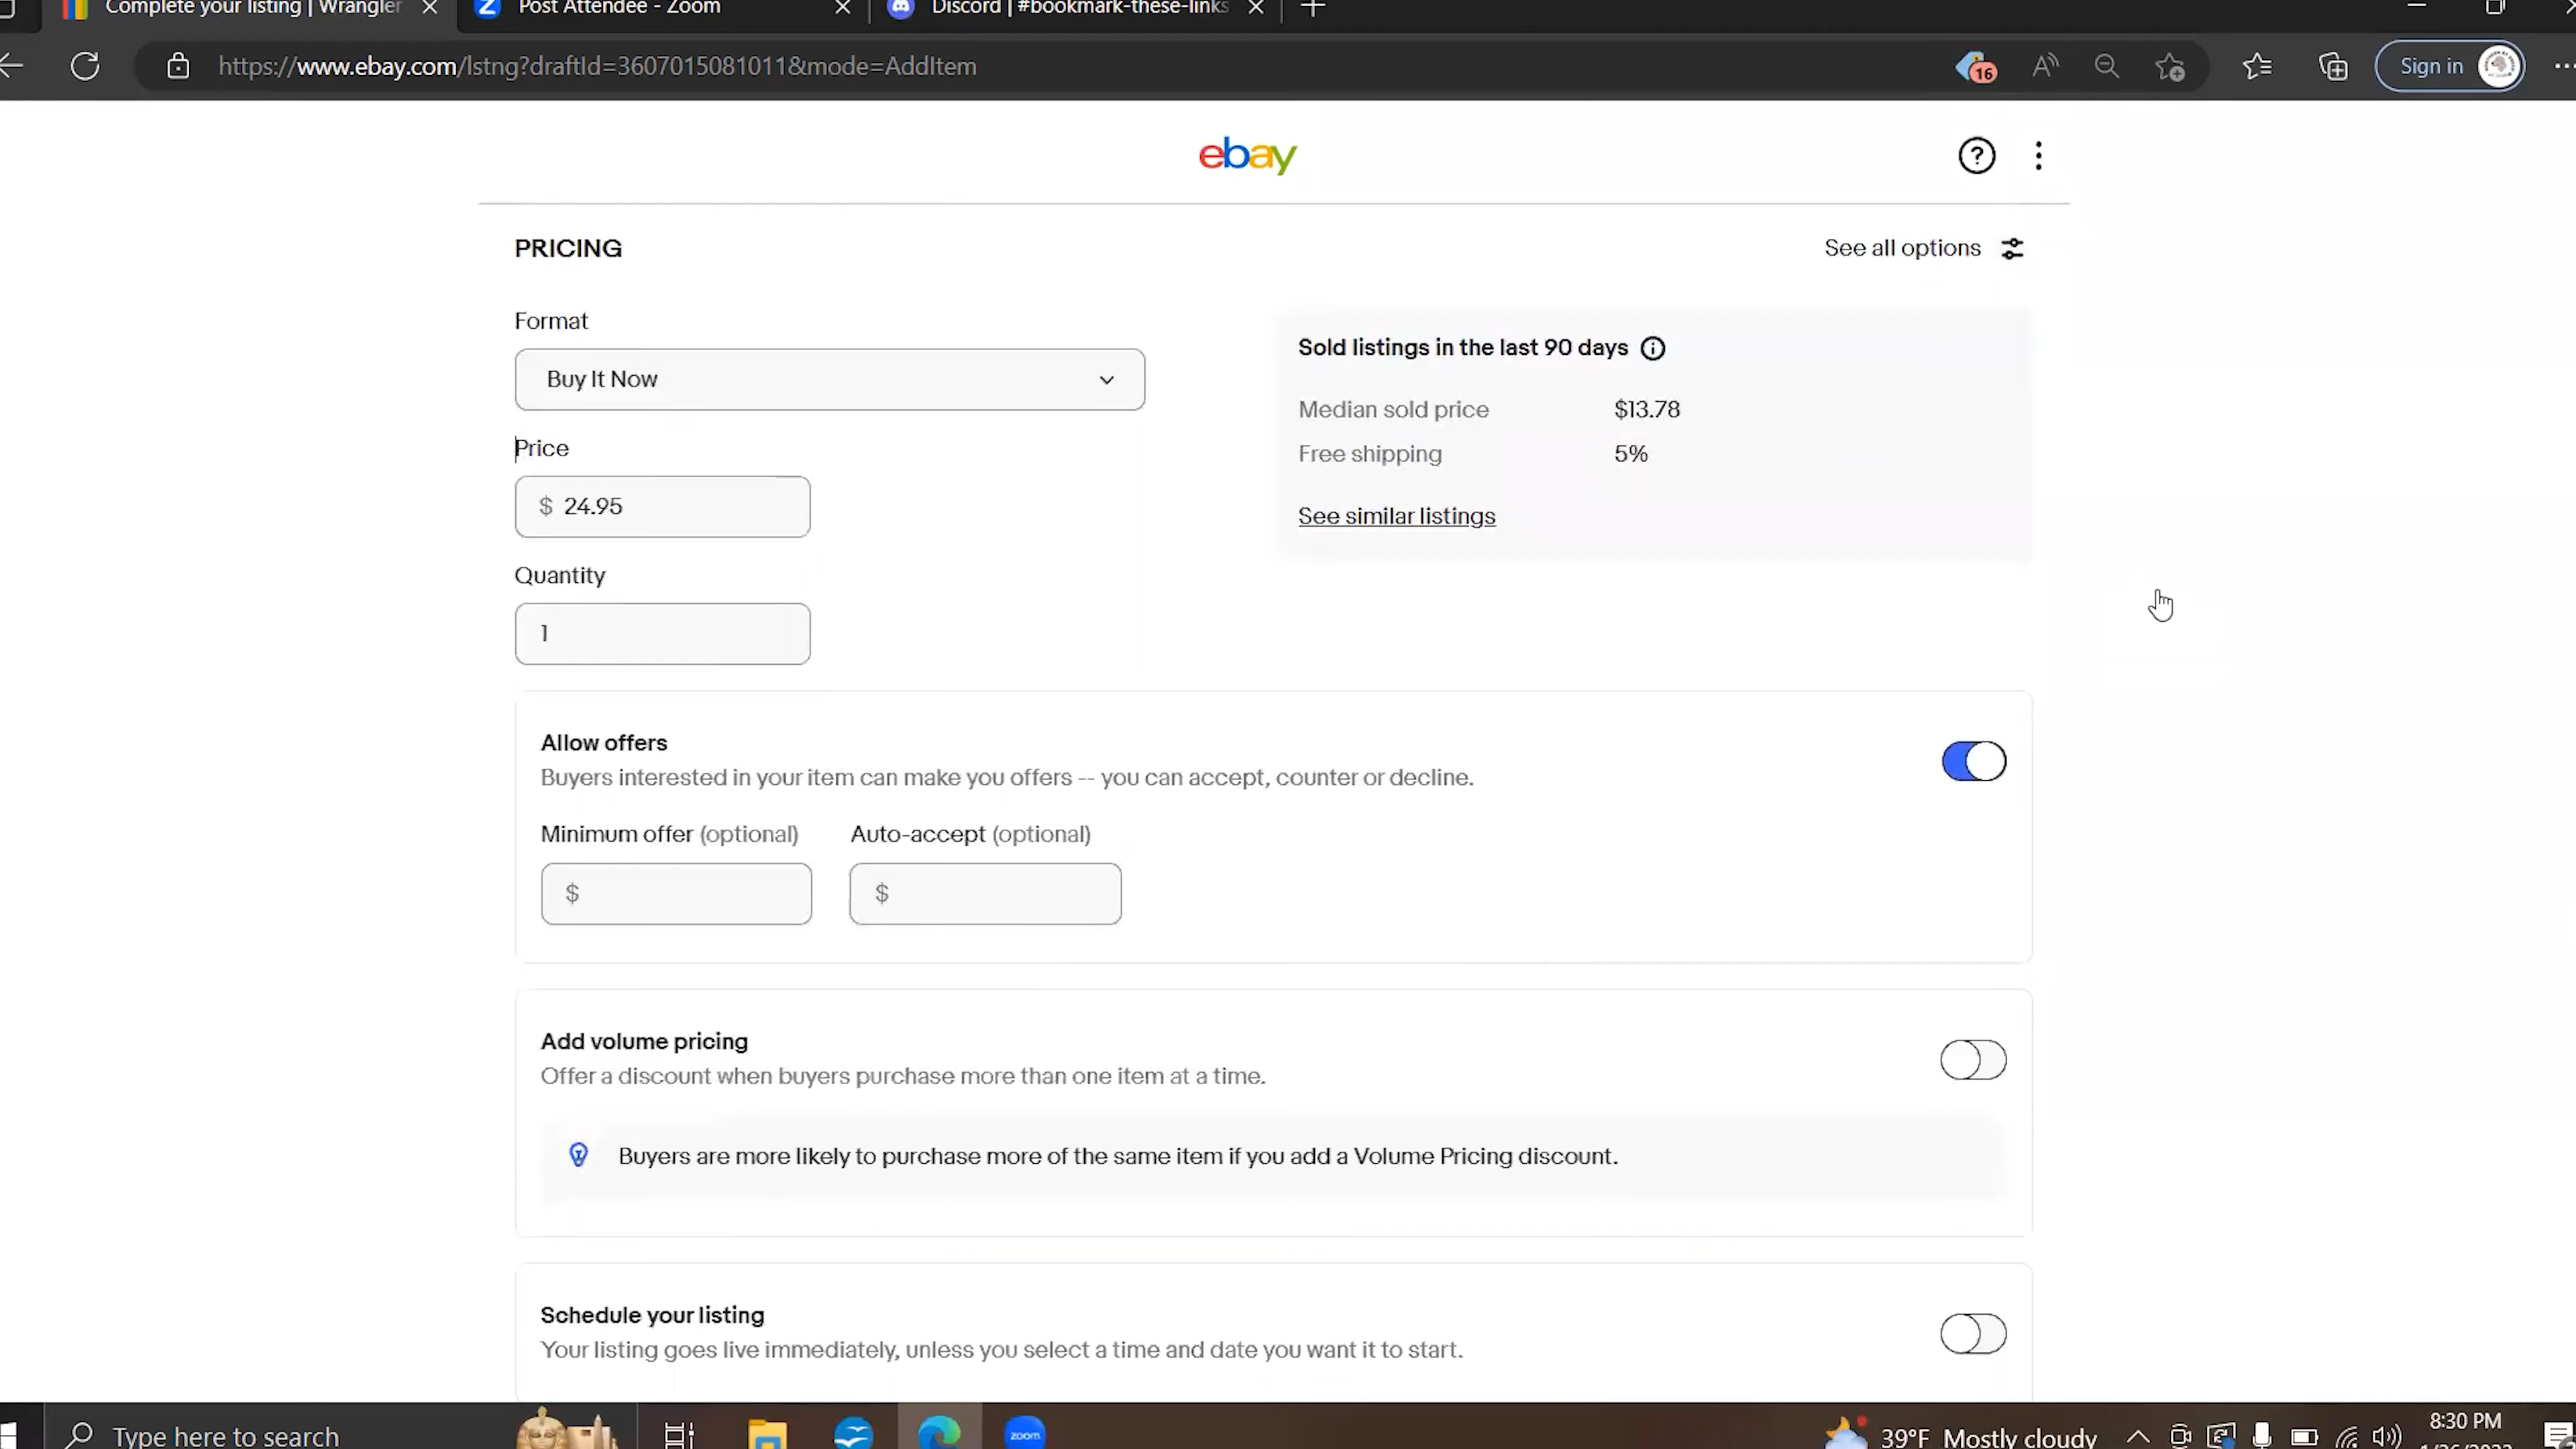 Complete your listing | Wrangler
Post Attendee - Zoom
Discord | #bookmark-these-links
https://www.ebay.com/lstng?draftId=3607015081011&mode=AddItem
16
Sign in
ebay
PRICING
See all options
Format
Buy It Now
Sold listings in the last 90 days
Median sold price $13.78
Free shipping 5%
See similar listings
Price
$ 24.95
Quantity
1
Allow offers
Buyers interested in your item can make you offers -- you can accept, counter or decline.
Minimum offer (optional) Auto-accept (optional)
$ $
Add volume pricing
Offer a discount when buyers purchase more than one item at a time.
Buyers are more likely to purchase more of the same item if you add a Volume Pricing discount.
Schedule your listing
Your listing goes live immediately, unless you select a time and date you want it to start.
Type here to search
zoom
39°F Mostly cloudy
8:30 PM